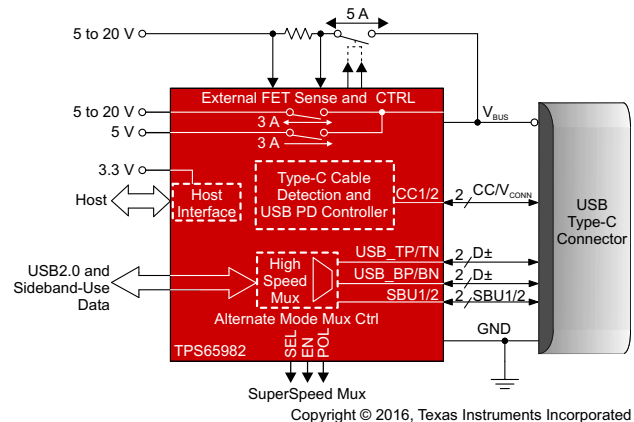 5 A
5 to 20 V
External FET Sense and CTRL
5 to 20 V
3 A
5 V
3 A
VBUS
3.3 V
Host
Host
Interface
Type-C Cable
Detection and
USB PD Controller
CC1/2
2
CC/VCONN
USB
Type-C
Connector
USB2.0 and
Sideband-Use
Data
High
Speed
Mux
USB_TP/TN
2
D±
USB_BP/BN
2
D±
SBU1/2
2
SBU1/2
Alternate Mode Mux Ctrl
GND
TPS65982
SEL
EN
POL
SuperSpeed Mux
Copyright © 2016, Texas Instruments Incorporated